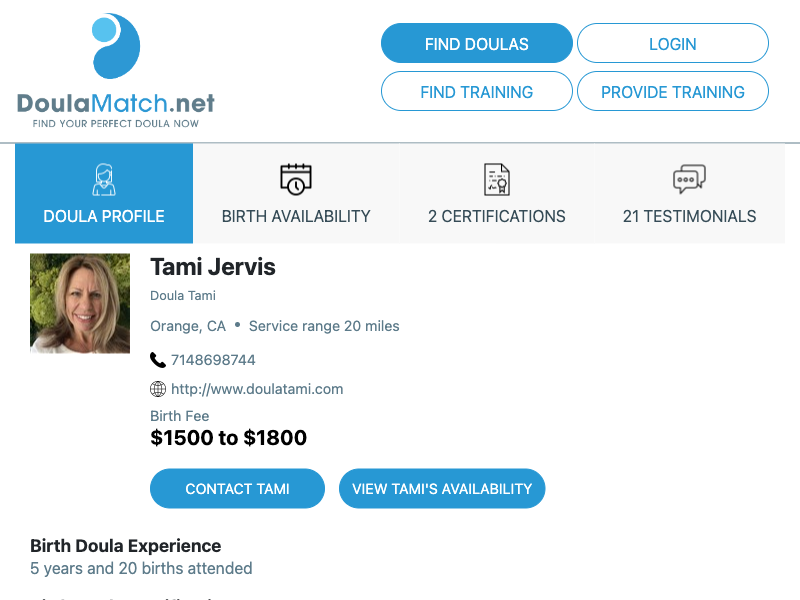 DoulaMatch.net
FIND YOUR PERFECT DOULA NOW
FIND DOULAS
LOGIN
FIND TRAINING
PROVIDE TRAINING
DOULA PROFILE
BIRTH AVAILABILITY
2 CERTIFICATIONS
21 TESTIMONIALS
Tami Jervis
Doula Tami
Orange, CA • Service range 20 miles
7148698744
http://www.doulatami.com
Birth Fee
$1500 to $1800
CONTACT TAMI
VIEW TAMI'S AVAILABILITY
Birth Doula Experience
5 years and 20 births attended